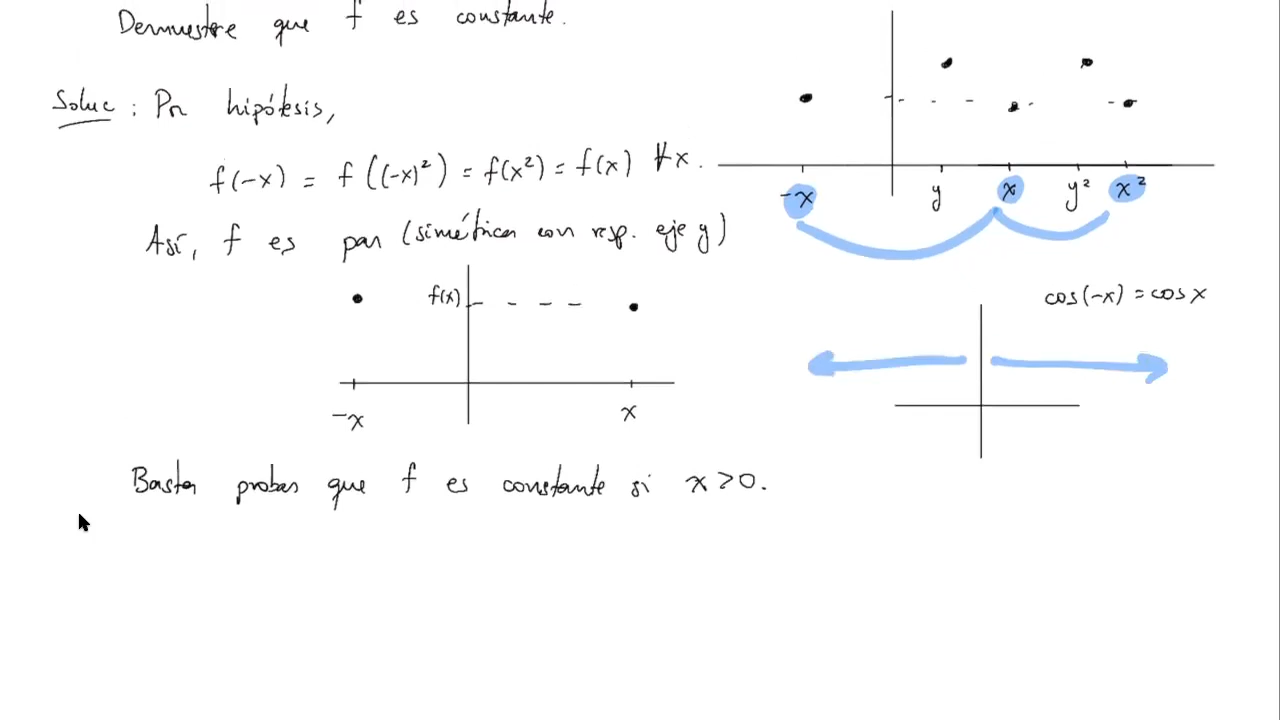 Demuestre que f es constante.
Soluc: Por hipótesis,
f(-x) = f((-x)²) = f(x²) = f(x) ∀x.
Así, f es par (simétrica con resp. eje y)
-x y x y² x²
f(x)
-x x
cos(-x) = cos x
Basta probar que f es constante si x>0.